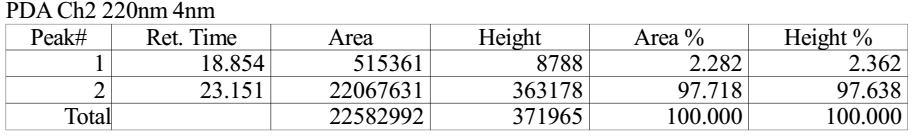 PDA Ch2 220nm 4nm
Peak# Ret. Time Area Height Area % Height %
1 18.854 515361 8788 2.282 2.362
2 23.151 22067631 363178 97.718 97.638
Total 22582992 371965 100.000 100.000